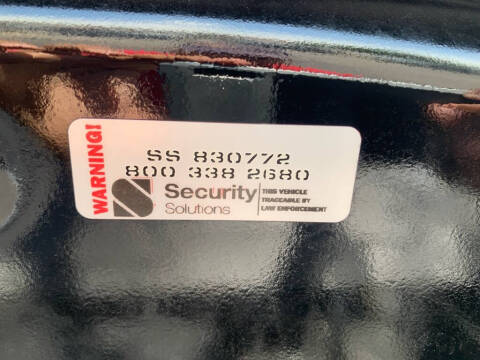 WARNING!
SS 830772
800 338 2680
Security
Solutions
THIS VEHICLE
TRACEABLE BY
LAW ENFORCEMENT